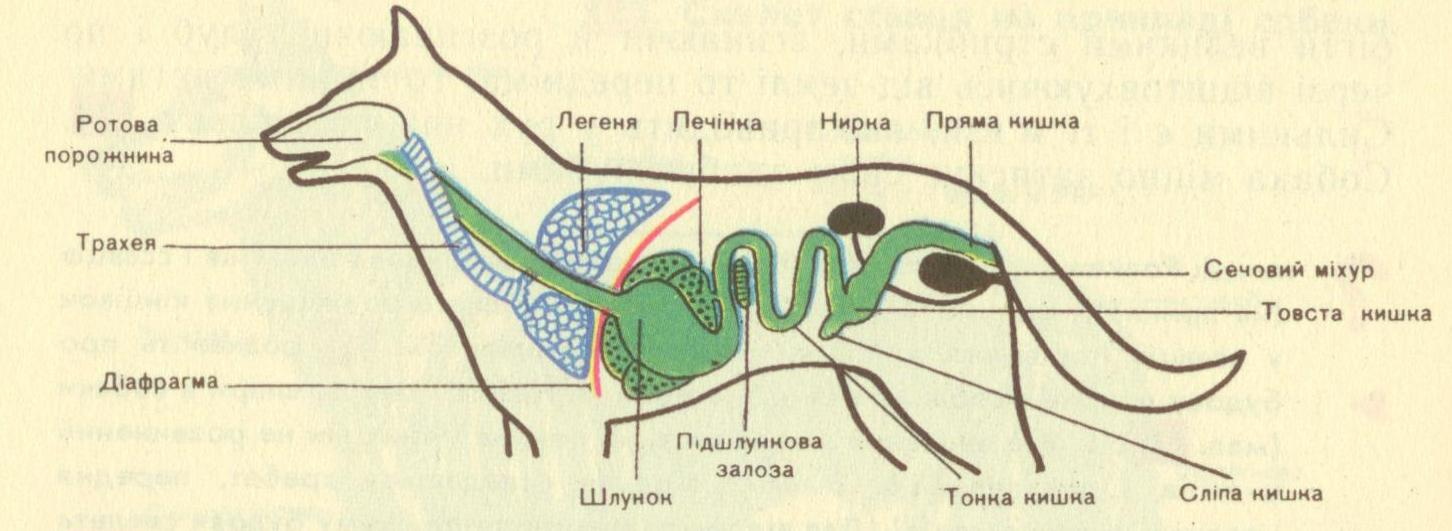 Ротова
порожнина
Легеня
Печінка
Нирка
Пряма кишка
Трахея
Сечовий міхур
Товста кишка
Діафрагма
Підшлункова
залоза
Шлунок
Тонка кишка
Сліпа кишка